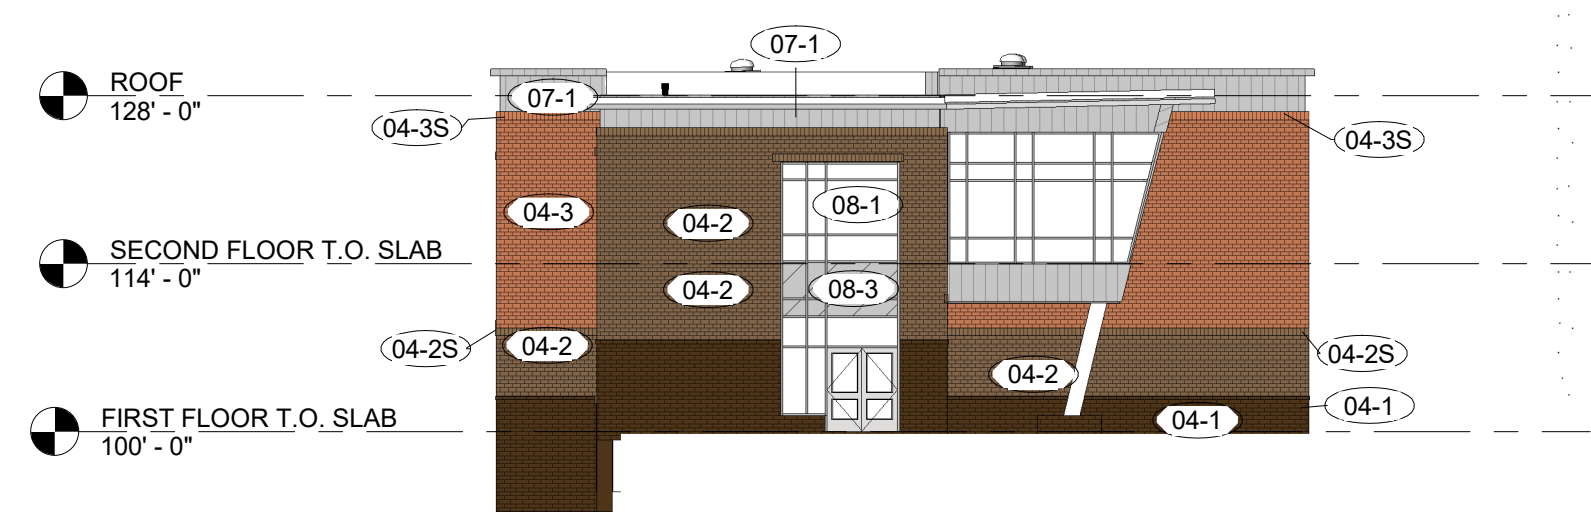 07-1
ROOF
128' - 0"
07-1
04-3S
04-3S
04-3
08-1
04-2
SECOND FLOOR T.O. SLAB
114' - 0"
04-2
08-3
04-2S
04-2
04-2S
04-2
FIRST FLOOR T.O. SLAB
100' - 0"
04-1
04-1